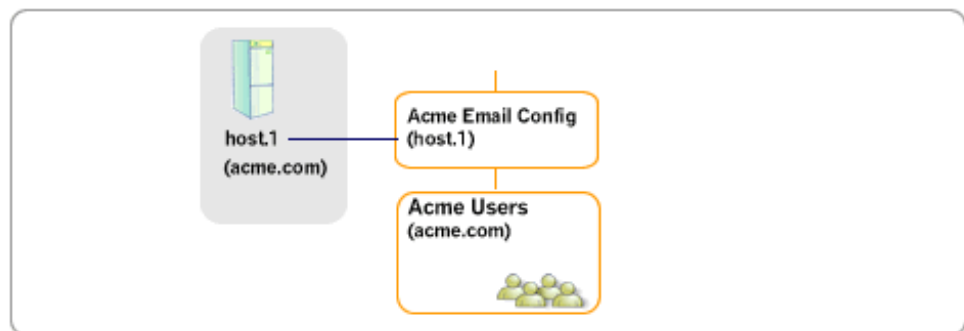 host.1
(acme.com)
Acme Email Config
(host.1)
Acme Users
(acme.com)